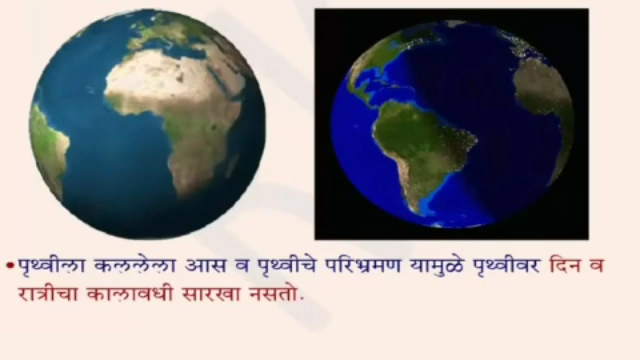 •पृथ्वीला कललेला आस व पृथ्वीचे परिभ्रमण यामुळे पृथ्वीवर दिन व
रात्रीचा कालावधी सारखा नसतो.